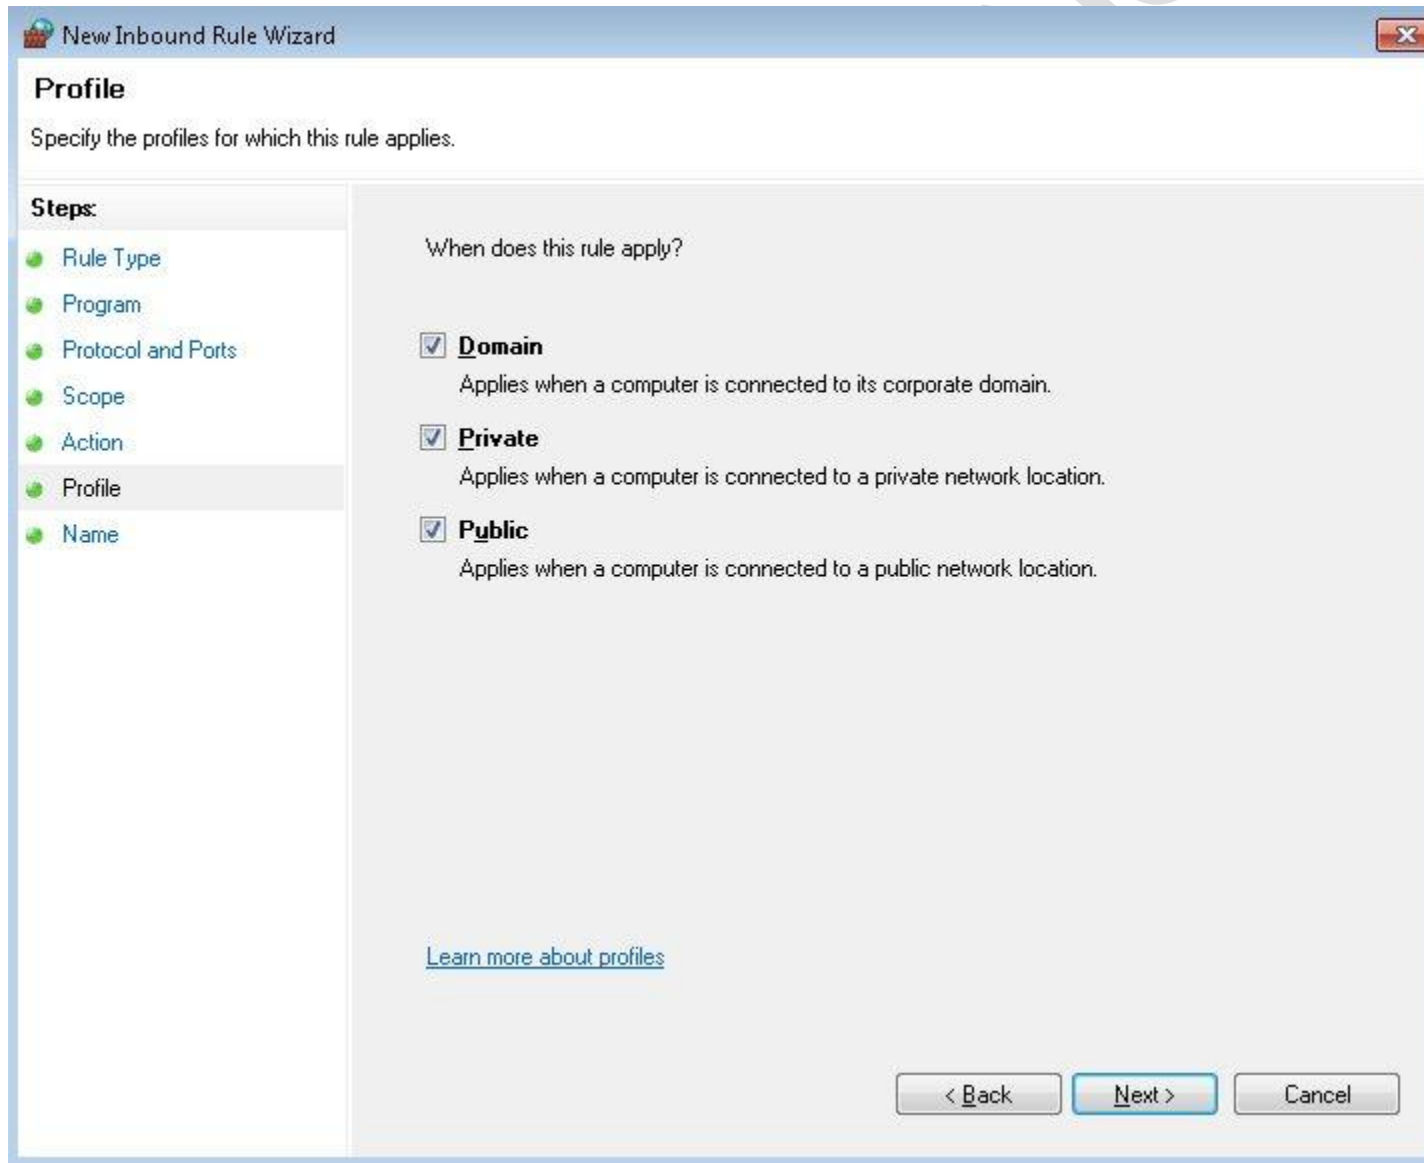 New Inbound Rule Wizard
Profile
Specify the profiles for which this rule applies.
Steps:
Rule Type
Program
Protocol and Ports
Scope
Action
Profile
Name
When does this rule apply?
Domain
Applies when a computer is connected to its corporate domain.
Private
Applies when a computer is connected to a private network location.
Public
Applies when a computer is connected to a public network location.
Learn more about profiles
< Back
Next >
Cancel